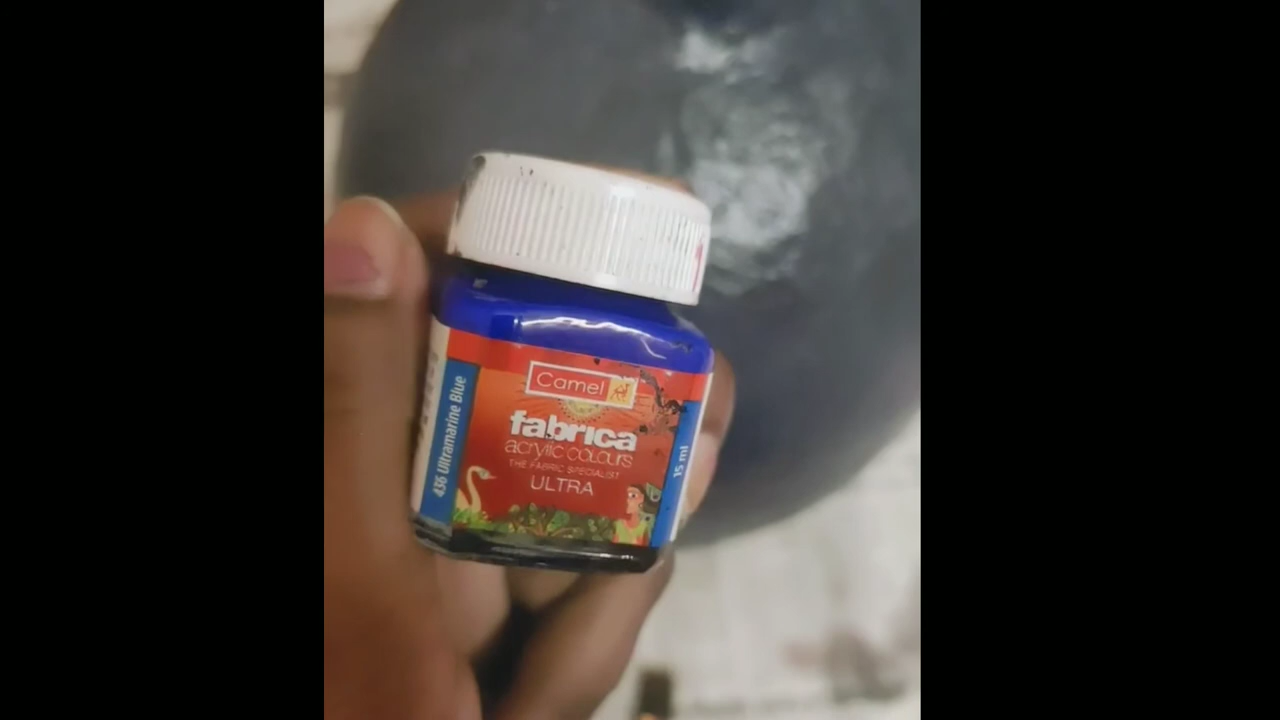 Camel
fabrica
acrylic colours
THE FABRIC SPECIALIST
ULTRA
436 Ultramarine Blue
15 ml